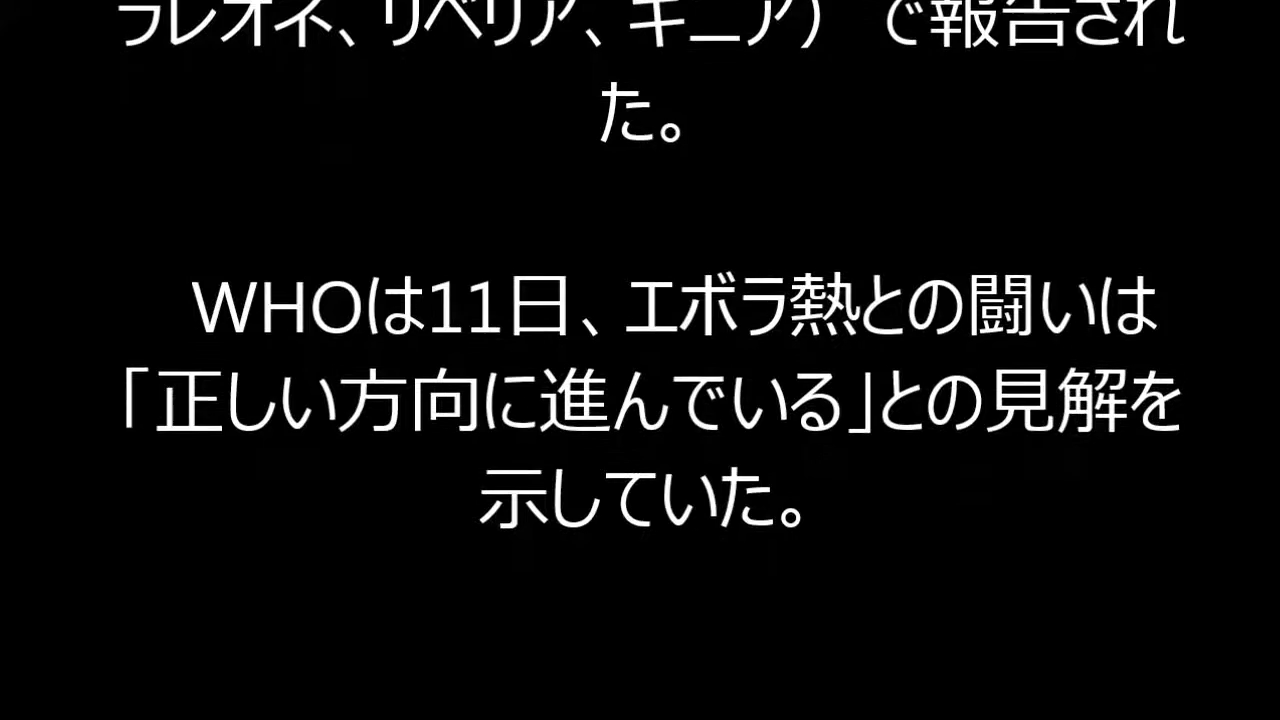 ラレオネ、リベリア、ギニア） で報告され
た。
WHOは11日、エボラ熱との闘いは
「正しい方向に進んでいる」との見解を
示していた。